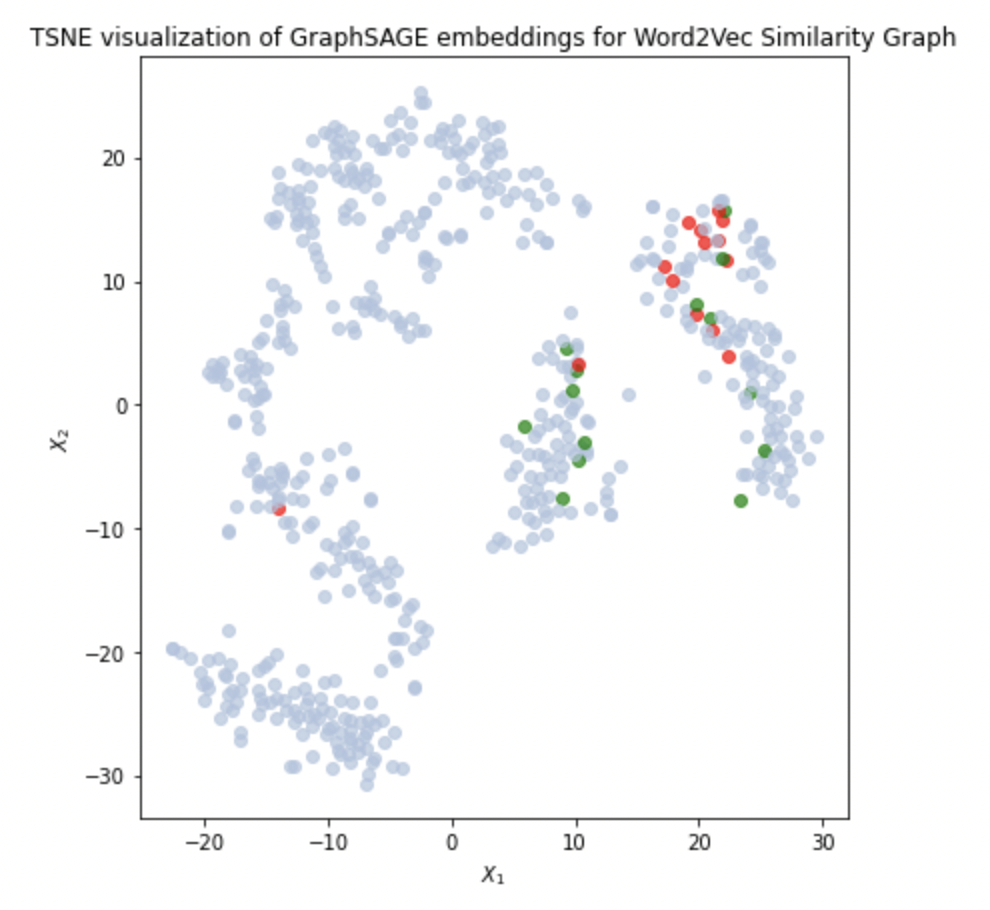 TSNE visualization of GraphSAGE embeddings for Word2Vec Similarity Graph
20
10
0
−10
−20
−30
X₂
−20 −10 0 10 20 30
X₁